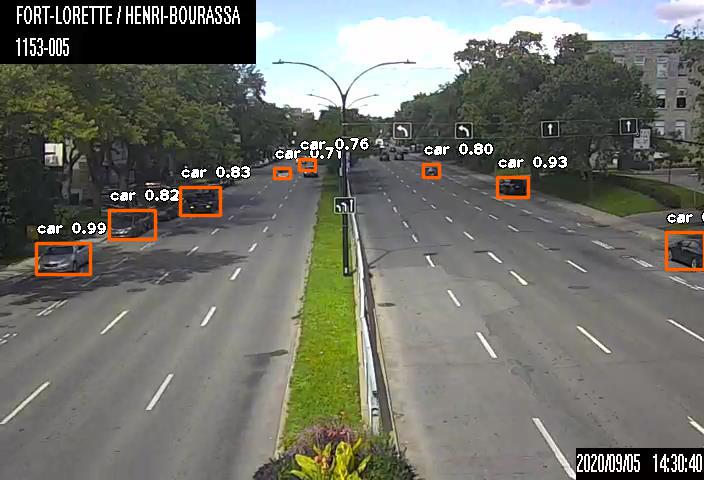 FORT-LORETTE / HENRI-BOURASSA
1153-005
car 0.76
car 0.71
car 0.80
car 0.83
car 0.93
car 0.82
car 0.99
car
2020/09/05 14:30:40